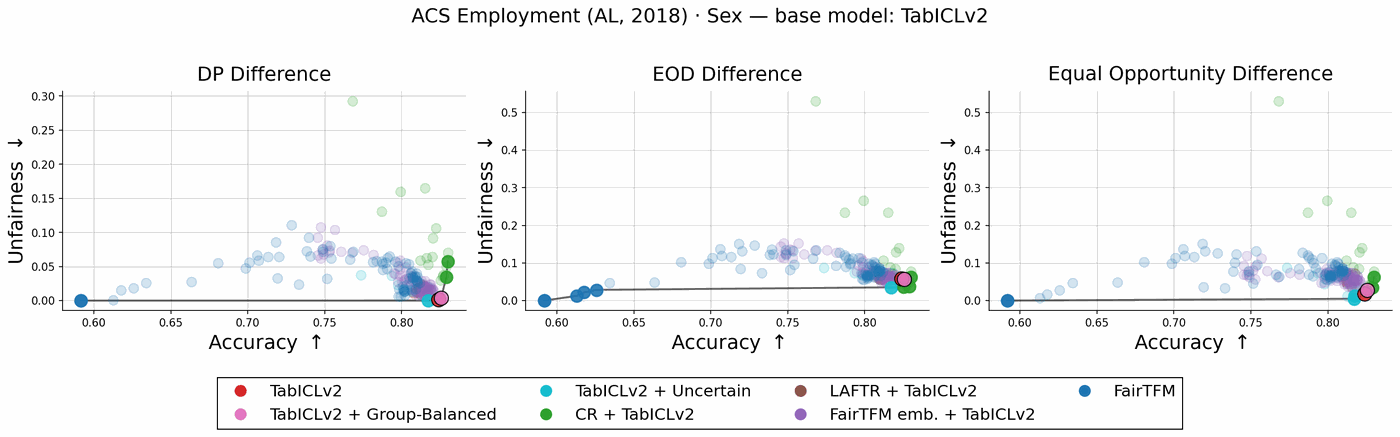 ACS Employment (AL, 2018) · Sex — base model: TabICLv2
DP Difference
EOD Difference
Equal Opportunity Difference
Unfairness ↓
0.30
0.25
0.20
0.15
0.10
0.05
0.00
0.60
0.65
0.70
0.75
0.80
Accuracy ↑
Unfairness ↓
0.5
0.4
0.3
0.2
0.1
0.0
0.60
0.65
0.70
0.75
0.80
Accuracy ↑
Unfairness ↓
0.5
0.4
0.3
0.2
0.1
0.0
0.60
0.65
0.70
0.75
0.80
Accuracy ↑
TabICLv2
TabICLv2 + Group-Balanced
TabICLv2 + Uncertain
CR + TabICLv2
LAFTR + TabICLv2
FairTFM emb. + TabICLv2
FairTFM